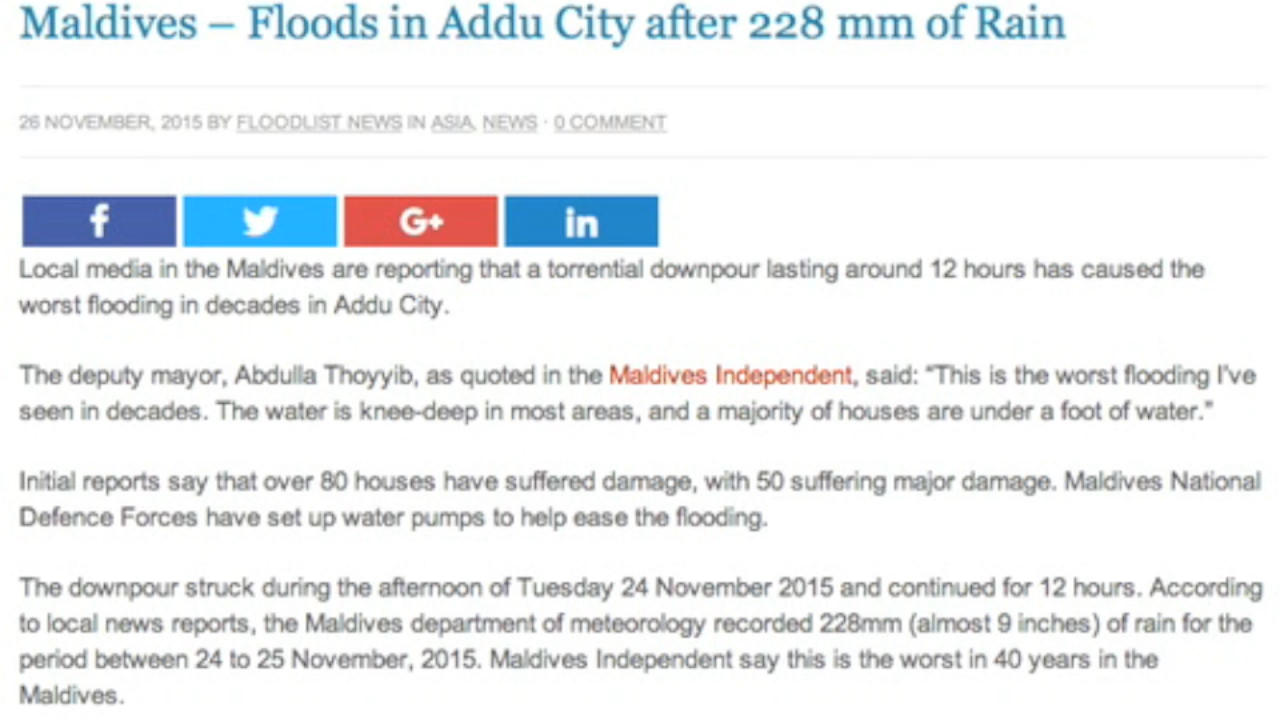 Maldives – Floods in Addu City after 228 mm of Rain
26 NOVEMBER, 2015 BY FLOODLIST NEWS IN ASIA, NEWS · 0 COMMENT
f G+ in
Local media in the Maldives are reporting that a torrential downpour lasting around 12 hours has caused the
worst flooding in decades in Addu City.
The deputy mayor, Abdulla Thoyyib, as quoted in the Maldives Independent, said: “This is the worst flooding I’ve
seen in decades. The water is knee-deep in most areas, and a majority of houses are under a foot of water.”
Initial reports say that over 80 houses have suffered damage, with 50 suffering major damage. Maldives National
Defence Forces have set up water pumps to help ease the flooding.
The downpour struck during the afternoon of Tuesday 24 November 2015 and continued for 12 hours. According
to local news reports, the Maldives department of meteorology recorded 228mm (almost 9 inches) of rain for the
period between 24 to 25 November, 2015. Maldives Independent say this is the worst in 40 years in the
Maldives.